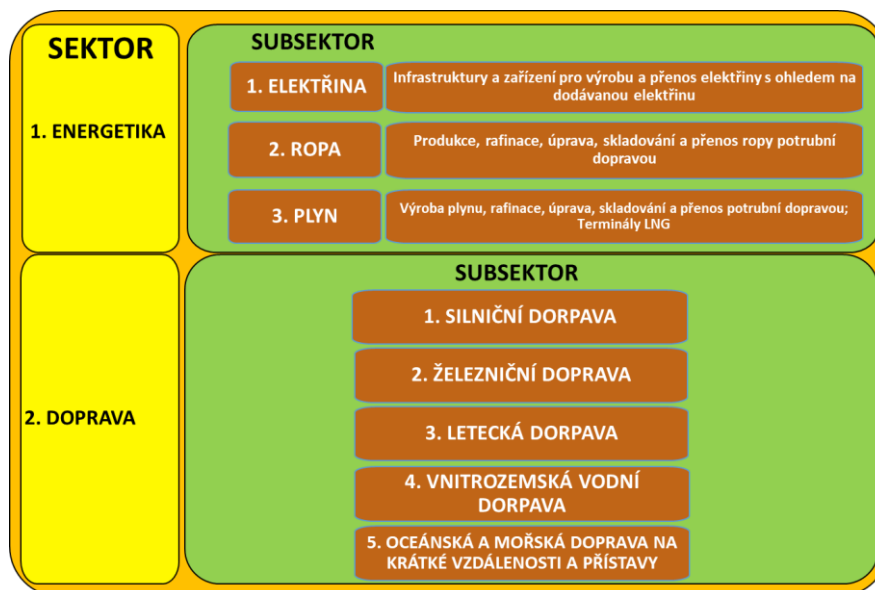 SEKTOR
1. ENERGETIKA
SUBSEKTOR
1. ELEKTŘINA
Infrastruktury a zařízení pro výrobu a přenos elektřiny s ohledem na
dodávanou elektřinu
2. ROPA
Produkce, rafinace, úprava, skladování a přenos ropy potrubní
dopravou
3. PLYN
Výroba plynu, rafinace, úprava, skladování a přenos potrubní dopravou;
Terminály LNG
2. DOPRAVA
SUBSEKTOR
1. SILNIČNÍ DORPAVA
2. ŽELEZNIČNÍ DOPRAVA
3. LETECKÁ DORPAVA
4. VNITROZEMSKÁ VODNÍ
DORPAVA
5. OCEÁNSKÁ A MOŘSKÁ DOPRAVA NA
KRÁTKÉ VZDÁLENOSTI A PŘÍSTAVY